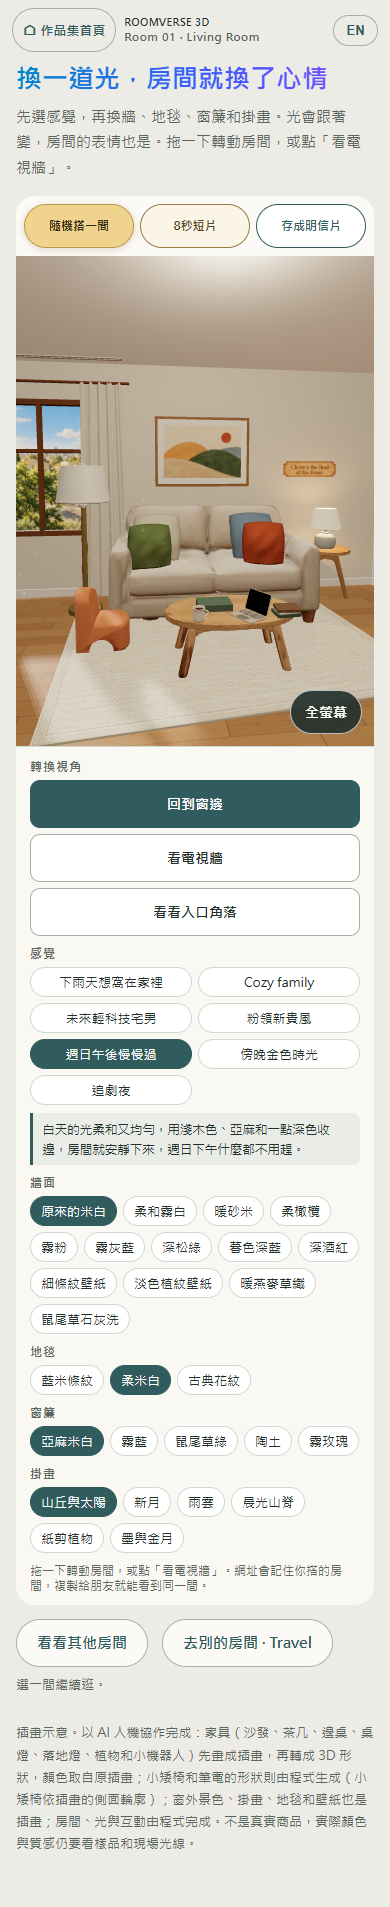 作品集首頁
ROOMVERSE 3D
Room 01 · Living Room
EN
換一道光，房間就換了心情
先選感覺，再換牆、地毯、窗簾和掛畫。光會跟著
變，房間的表情也是。拖一下轉動房間，或點「看電
視牆」。
隨機搭一間
8秒短片
存成明信片
Christ is the Head
of this House
全螢幕
轉換視角
回到窗邊
看電視牆
看看入口角落
感覺
下雨天想窩在家裡
Cozy family
未來輕科技宅男
粉領新貴風
週日午後慢慢過
傍晚金色時光
追劇夜
白天的光柔和又均勻，用淺木色、亞麻和一點深色收
邊，房間就安靜下來，週日下午什麼都不用趕。
牆面
原來的米白
柔和霧白
暖砂米
柔橄欖
霧粉
霧灰藍
深松綠
暮色深藍
深酒紅
細條紋壁紙
淡色植紋壁紙
暖燕麥草織
鼠尾草石灰洗
地毯
藍米條紋
柔米白
古典花紋
窗簾
亞麻米白
霧藍
鼠尾草綠
陶土
霧玫瑰
掛畫
山丘與太陽
新月
雨雲
晨光山脊
紙剪植物
墨與金月
拖一下轉動房間，或點「看電視牆」。網址會記住你搭的房
間，複製給朋友就能看到同一間。
看看其他房間
去別的房間 · Travel
選一間繼續逛。
插畫示意。以 AI 人機協作完成：家具（沙發、茶几、邊桌、桌
燈、落地燈、植物和小機器人）先畫成插畫，再轉成 3D 形
狀，顏色取自原插畫；小矮椅和筆電的形狀則由程式生成（小
矮椅依插畫的側面輪廓）；窗外景色、掛畫、地毯和壁紙也是
插畫；房間、光與互動由程式完成。不是真實商品，實際顏色
與質感仍要看樣品和現場光線。